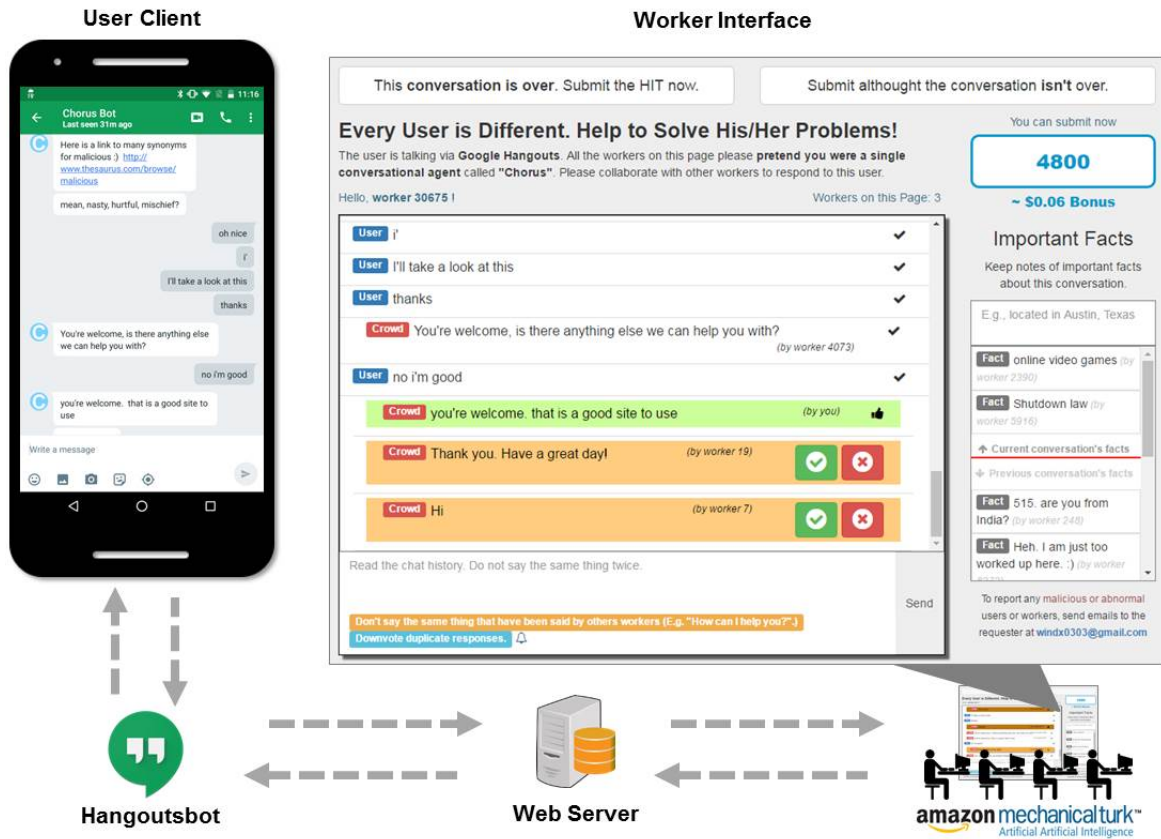 User Client
Worker Interface
11:16
Chorus Bot
Last seen 31m ago
Here is a link to many synonyms
for malicious :) http://
www.thesaurus.com/browse/
malicious
mean, nasty, hurtful, mischief?
oh nice
i'
I'll take a look at this
thanks
You're welcome, is there anything else
we can help you with?
no i'm good
you're welcome. that is a good site to
use
Write a message
This conversation is over. Submit the HIT now.
Submit althought the conversation isn't over.
Every User is Different. Help to Solve His/Her Problems!
The user is talking via Google Hangouts. All the workers on this page please pretend you were a single
conversational agent called "Chorus". Please collaborate with other workers to respond to this user.
Hello, worker 30675 !
Workers on this Page: 3
User i'
User I'll take a look at this
User thanks
Crowd You're welcome, is there anything else we can help you with?
(by worker 4073)
User no i'm good
Crowd you're welcome. that is a good site to use (by you)
Crowd Thank you. Have a great day! (by worker 19)
Crowd Hi (by worker 7)
Read the chat history. Do not say the same thing twice.
Send
Don't say the same thing that have been said by others workers (E.g. "How can I help you?".)
Downvote duplicate responses.
You can submit now
4800
~ $0.06 Bonus
Important Facts
Keep notes of important facts
about this conversation.
E.g., located in Austin, Texas
Fact online video games (by
worker 2390)
Fact Shutdown law (by
worker 5916)
Current conversation's facts
Previous conversation's facts
Fact 515. are you from
India? (by worker 248)
Fact Heh. I am just too
worked up here. :) (by worker
To report any malicious or abnormal
users or workers, send emails to the
requester at windx0303@gmail.com
Hangoutsbot
Web Server
amazon mechanical turk™
Artificial Artificial Intelligence